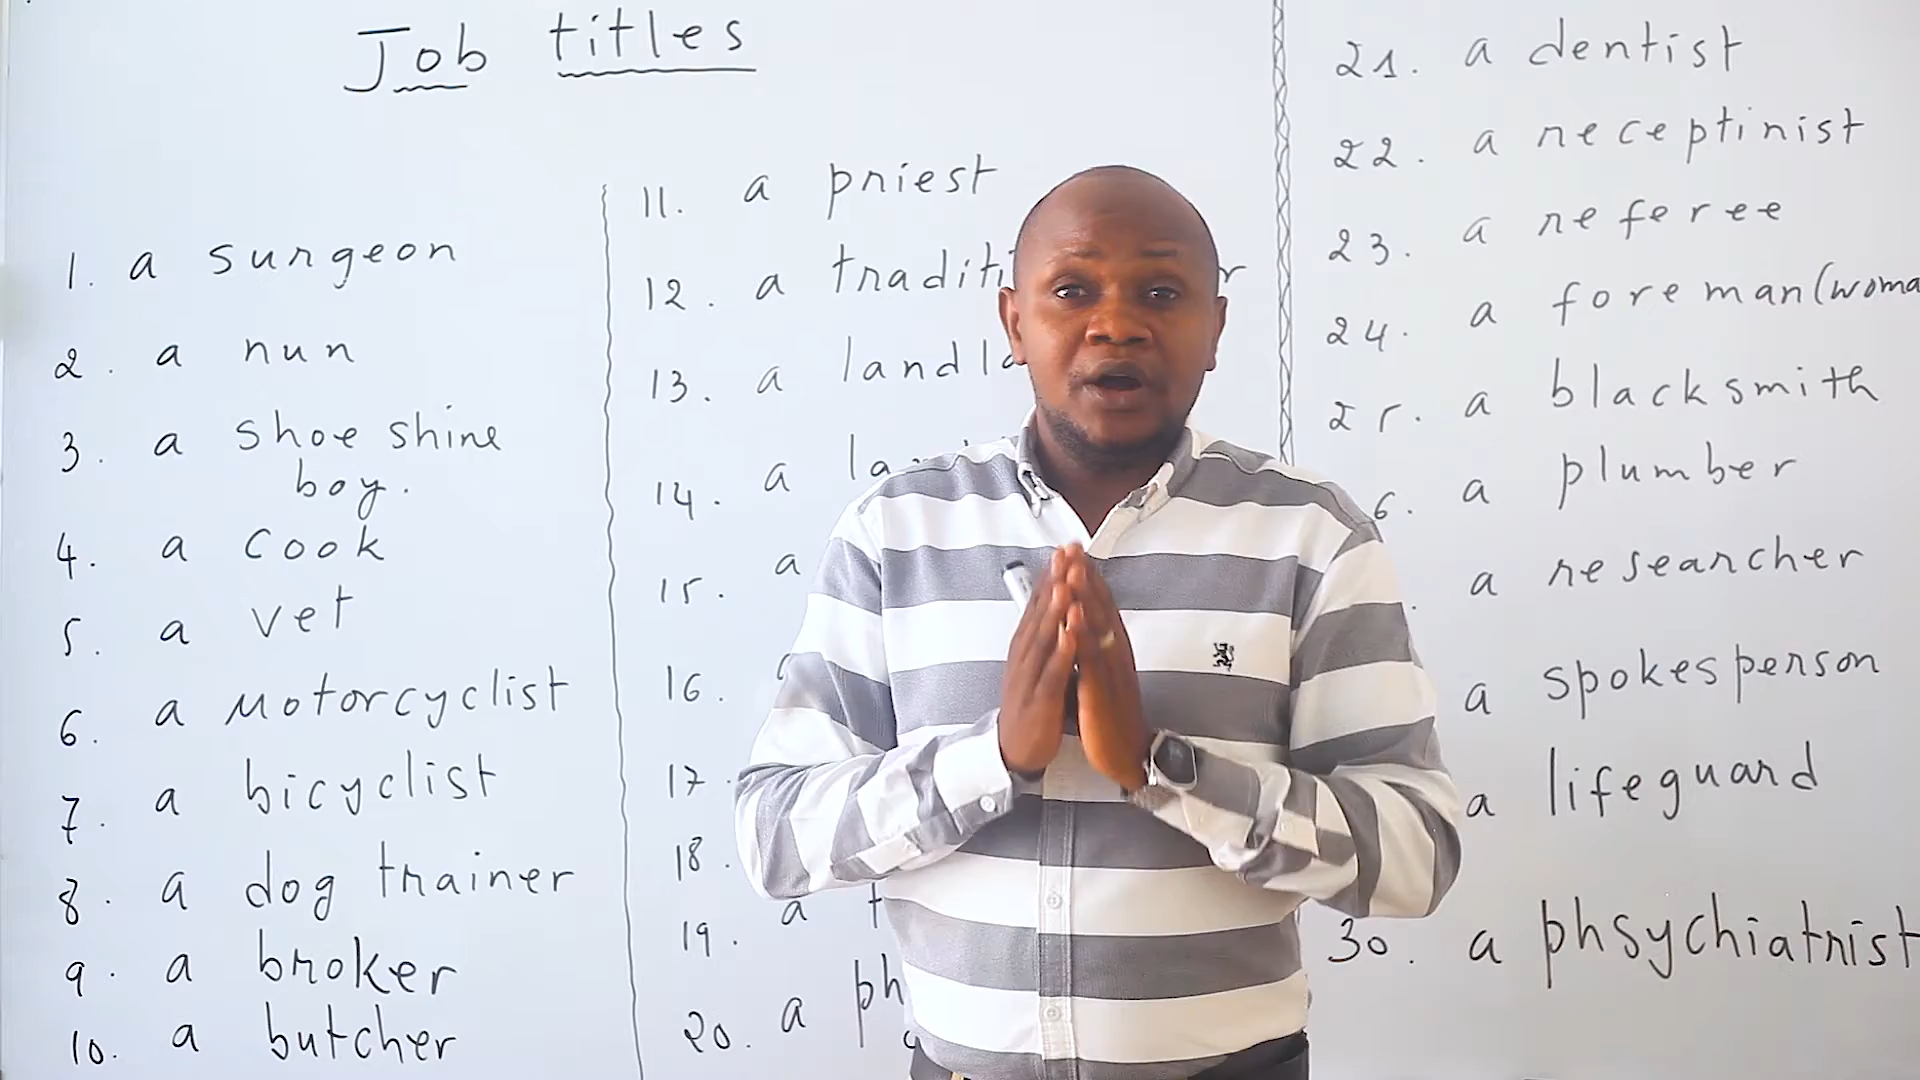 Job titles
1. a surgeon
2. a nun
3. a shoe shine
boy.
4. a cook
5. a vet
6. a motorcyclist
7. a bicyclist
8. a dog trainer
9. a broker
10. a butcher
11. a priest
12. a
13. a
14. a
15. a
16.
17.
18.
19. a
20. a
21. a dentist
22. a receptinist
23. a referee
24. a foreman
25. a blacksmith
6. a plumber
a researcher
a spokesperson
a lifeguard
30. a phsychiatrist